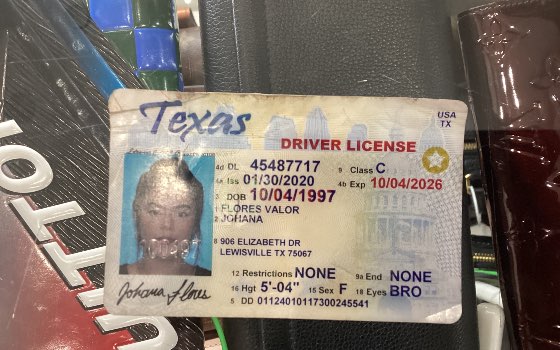 OTTO
Texas
USA
TX
DRIVER LICENSE
4d DL 45487717 9 Class C
4a Iss 01/30/2020 4b Exp 10/04/2026
3 DOB 10/04/1997
1 FLORES VALOR
2 JOHANA
8 906 ELIZABETH DR
LEWISVILLE TX 75067
12 Restrictions NONE 9a End NONE
16 Hgt 5'-04" 15 Sex F 18 Eyes BRO
5 DD 01124010117300245541
Johana Flores